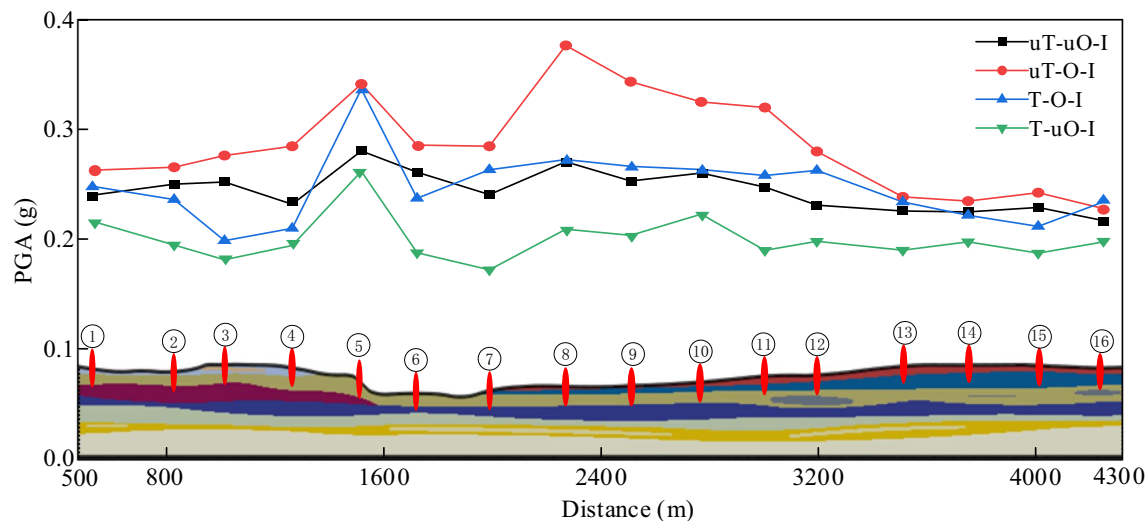 0.4
uT-uO-I
uT-O-I
T-O-I
T-uO-I
0.3
PGA (g)
0.2
0.1
① ② ③ ④ ⑤ ⑥ ⑦ ⑧ ⑨ ⑩ ⑪ ⑫ ⑬ ⑭ ⑮ ⑯
0.0
500 800 1600 2400 3200 4000 4300
Distance (m)